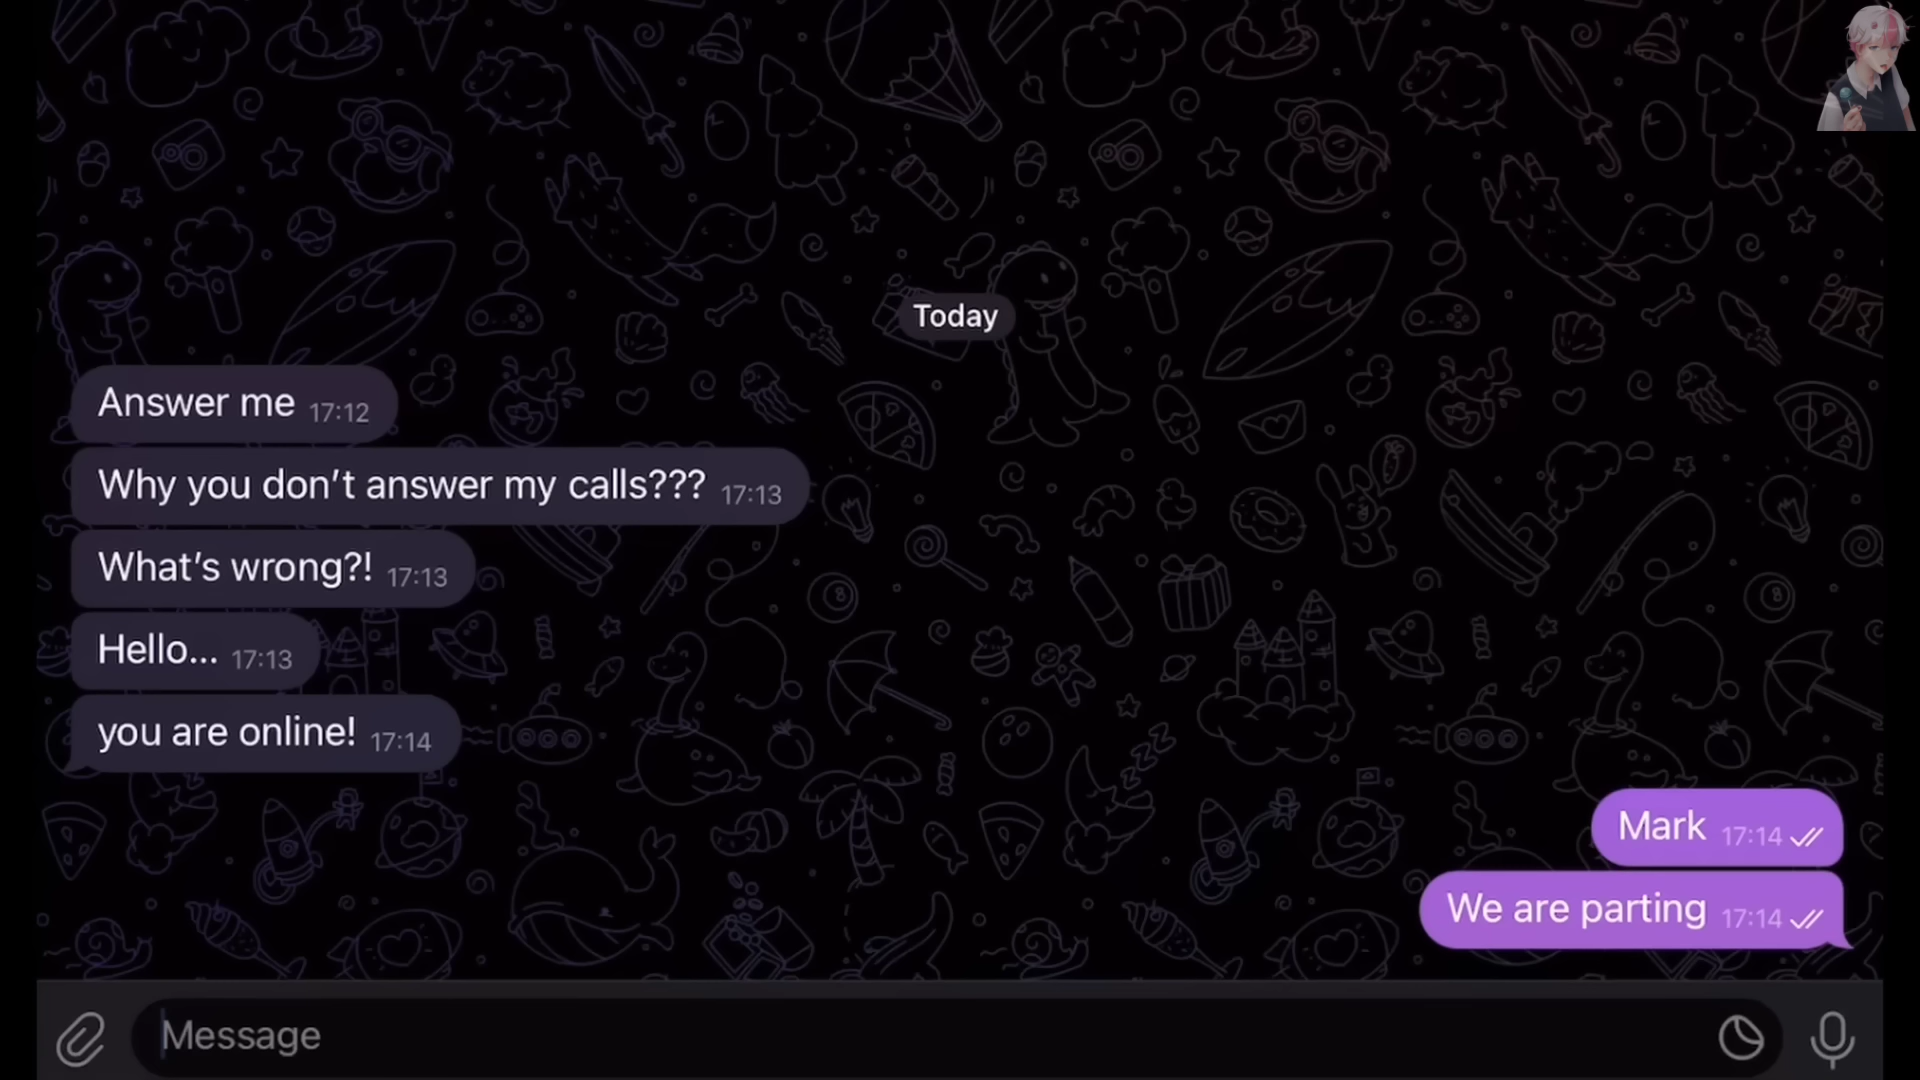 Today
Answer me 17:12
Why you don’t answer my calls??? 17:13
What’s wrong?! 17:13
Hello... 17:13
you are online! 17:14
Mark 17:14
We are parting 17:14
Message